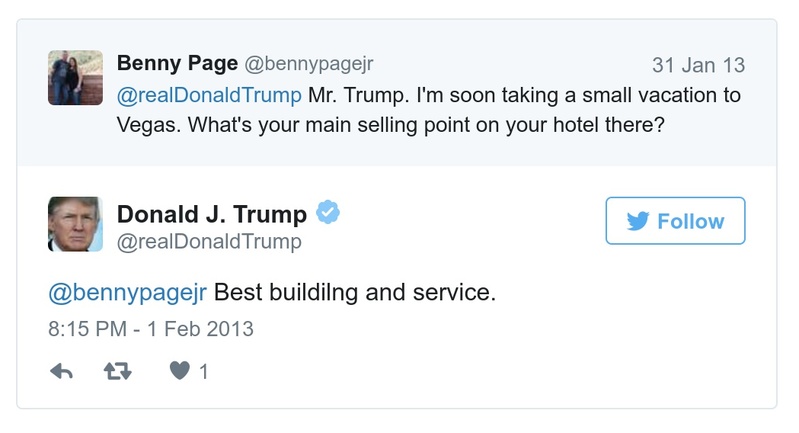 Benny Page @bennypagejr 31 Jan 13
@realDonaldTrump Mr. Trump. I'm soon taking a small vacation to
Vegas. What's your main selling point on your hotel there?
Donald J. Trump
@realDonaldTrump
Follow
@bennypagejr Best builidng and service.
8:15 PM - 1 Feb 2013
1